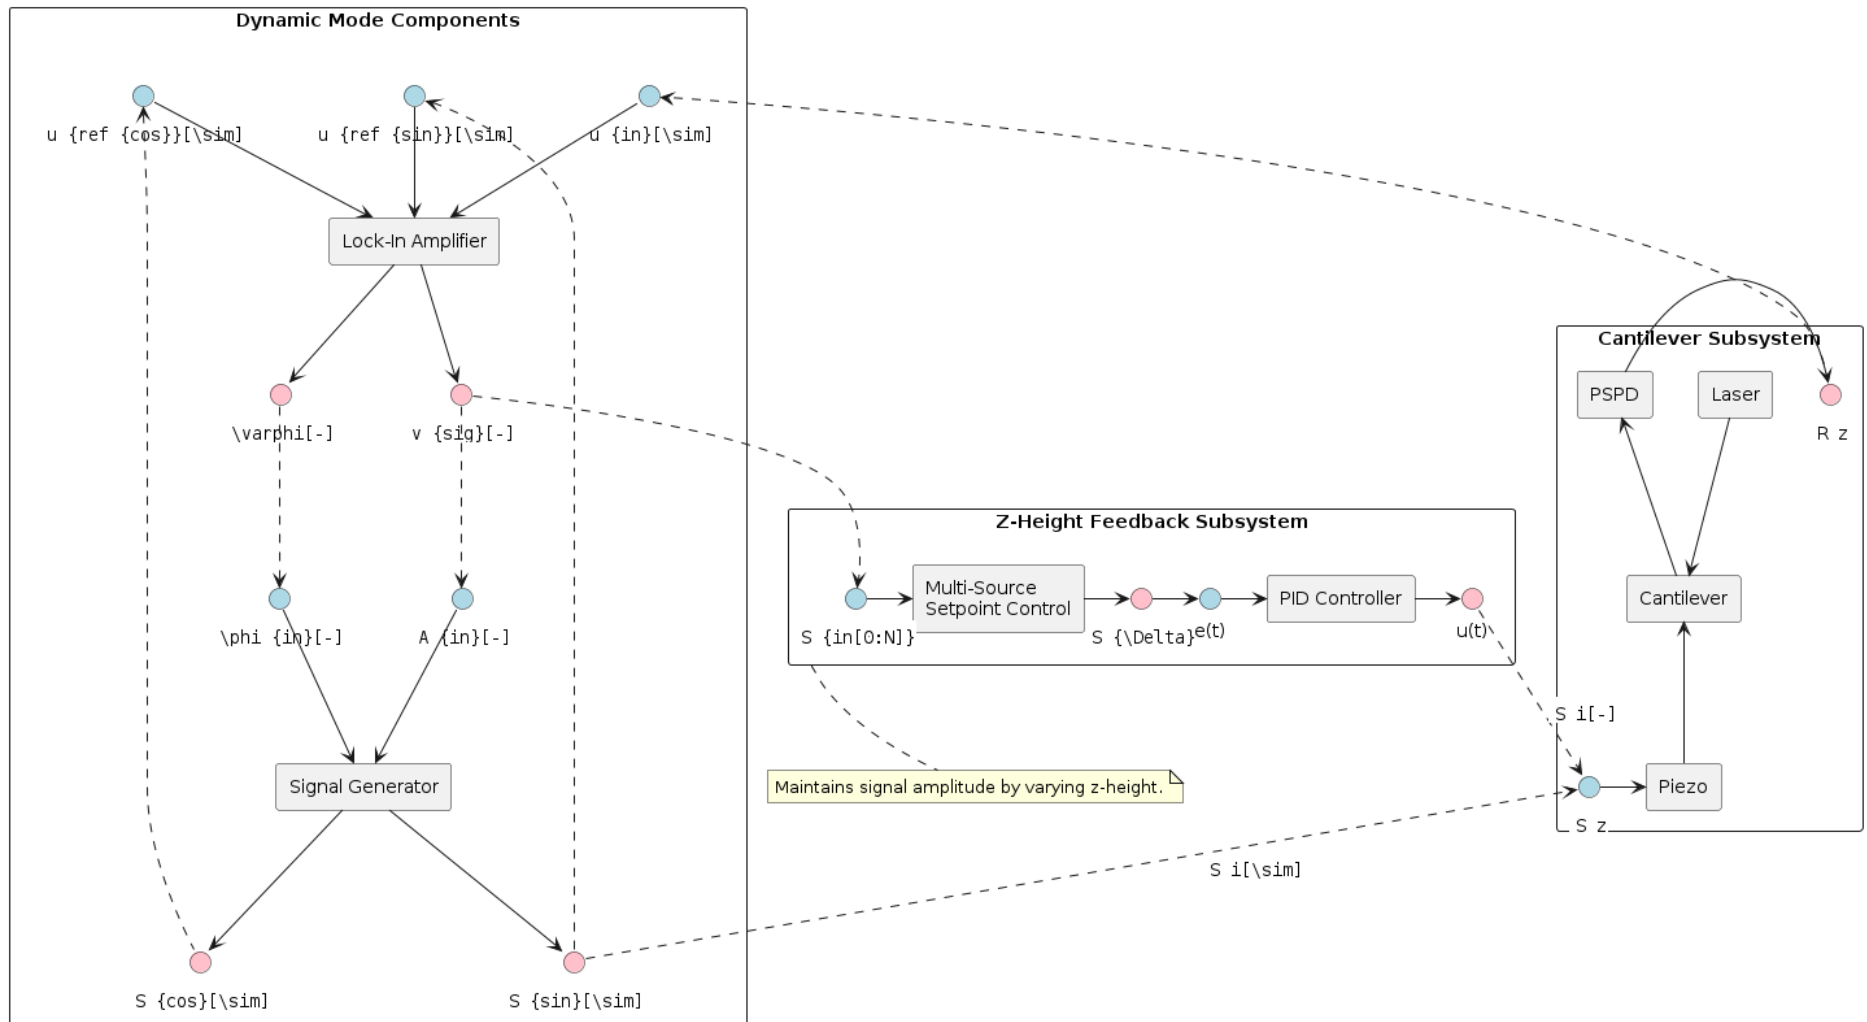 Dynamic Mode Components
u {ref {cos}}[\sim]
u {ref {sin}}[\sim]
u {in}[\sim]
Lock-In Amplifier
\varphi[-]
v {sig}[-]
\phi {in}[-]
A {in}[-]
Signal Generator
S {cos}[\sim]
S {sin}[\sim]
Z-Height Feedback Subsystem
Multi-Source
Setpoint Control
S {in[0:N]}
S {\Delta}
e(t)
PID Controller
u(t)
Maintains signal amplitude by varying z-height.
S i[-]
S i[\sim]
Cantilever Subsystem
PSPD
Laser
R z
Cantilever
Piezo
S z